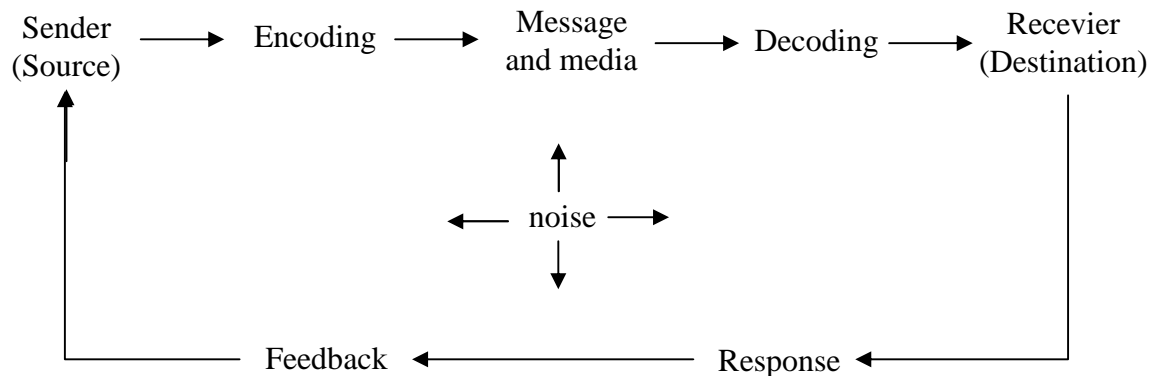 Sender
(Source)
Encoding
Message
and media
Decoding
Recevier
(Destination)
noise
Feedback
Response